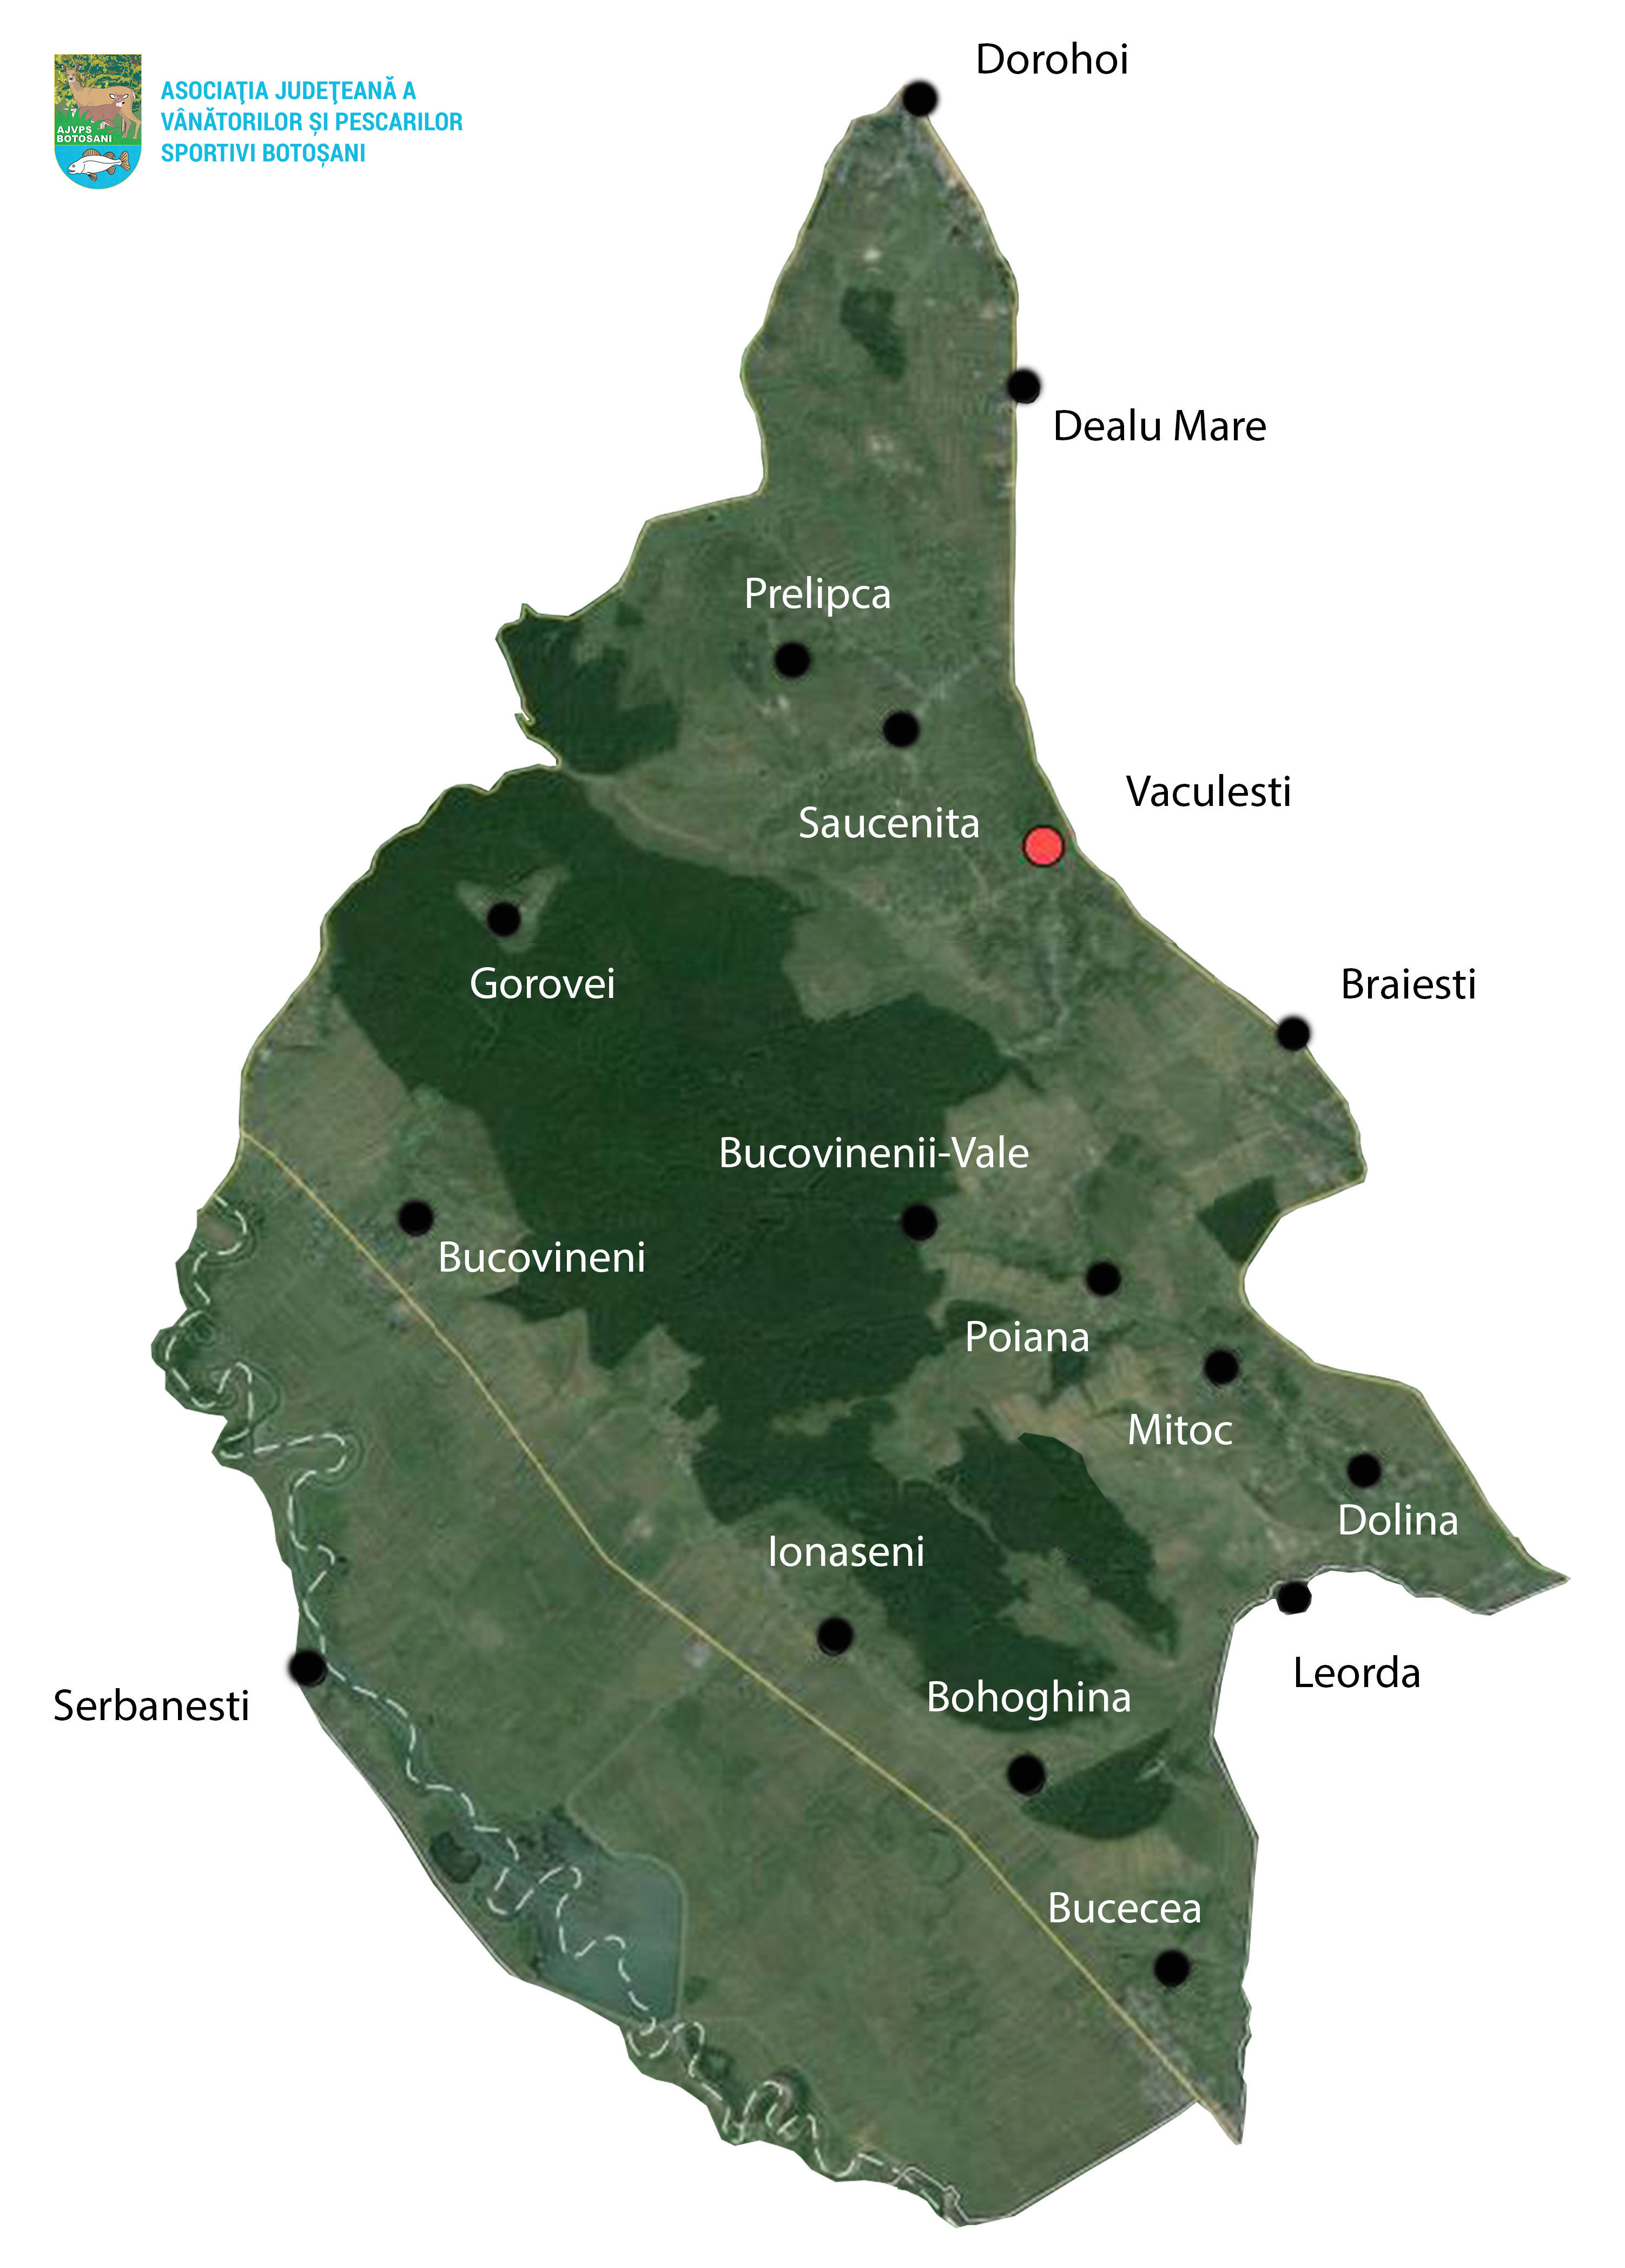 Dorohoi
ASOCIAŢIA JUDEŢEANĂ A
VÂNĂTORILOR ŞI PESCARILOR
SPORTIVI BOTOŞANI
AJVPS
BOTOSANI
Dealu Mare
Prelipca
Vaculesti
Saucenita
Gorovei
Braiesti
Bucovinenii-Vale
Bucovineni
Poiana
Mitoc
Dolina
Ionaseni
Leorda
Bohoghina
Serbanesti
Bucecea